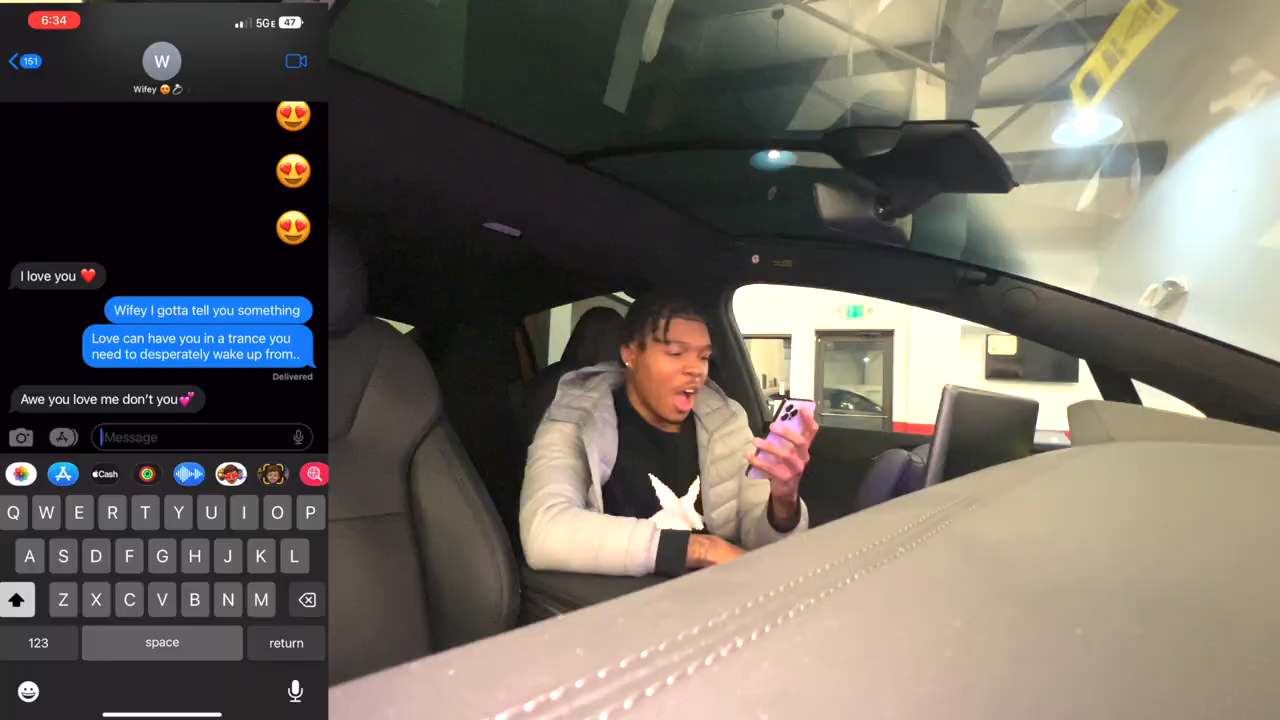 6:34
5GE 47
151
W
Wifey 😍 💍
😍
😍
😍
I love you ❤️
Wifey I gotta tell you something
Love can have you in a trance you
need to desperately wake up from..
Delivered
Awe you love me don't you💕
Message
Cash
Q W E R T Y U I O P
A S D F G H J K L
Z X C V B N M
123 space return